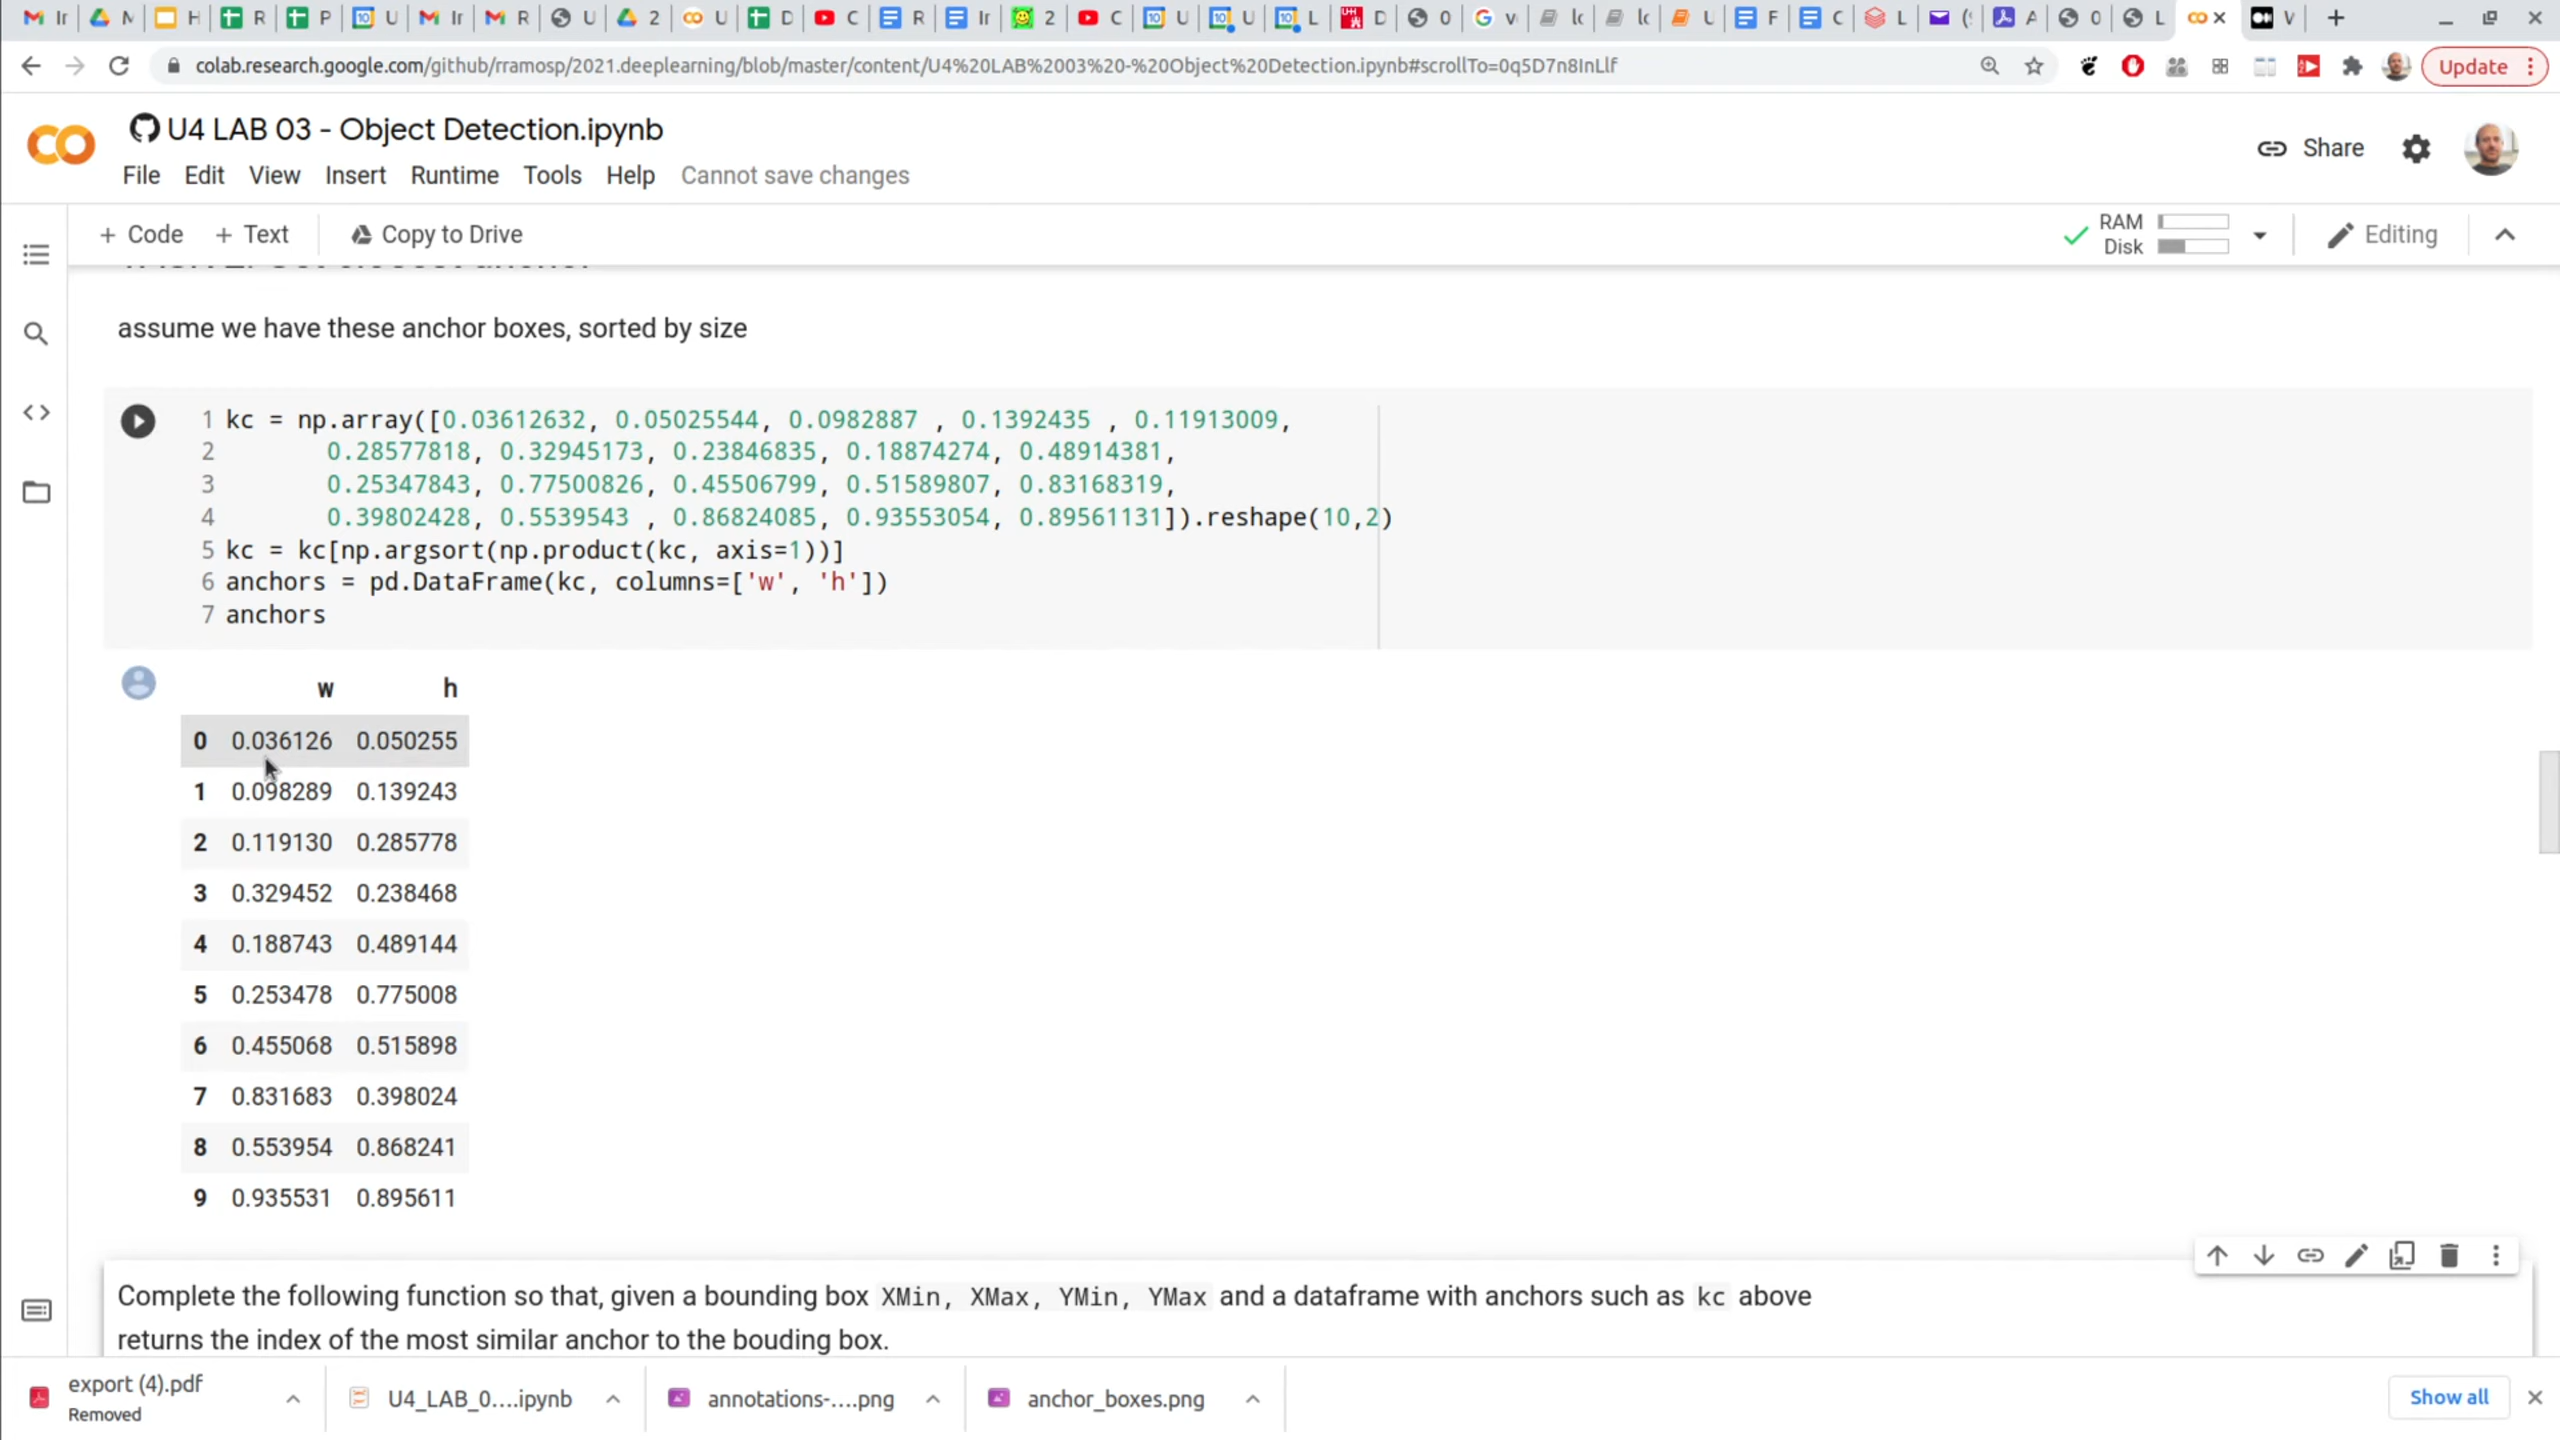 colab.research.google.com/github/rramosp/2021.deeplearning/blob/master/content/U4%20LAB%2003%20-%20Object%20Detection.ipynb#scrollTo=0q5D7n8InLlf
Update
U4 LAB 03 - Object Detection.ipynb
File Edit View Insert Runtime Tools Help Cannot save changes
Share
+ Code + Text Copy to Drive
RAM
Disk
Editing
assume we have these anchor boxes, sorted by size
1 kc = np.array([0.03612632, 0.05025544, 0.0982887 , 0.1392435 , 0.11913009,
2 0.28577818, 0.32945173, 0.23846835, 0.18874274, 0.48914381,
3 0.25347843, 0.77500826, 0.45506799, 0.51589807, 0.83168319,
4 0.39802428, 0.5539543 , 0.86824085, 0.93553054, 0.89561131]).reshape(10,2)
5 kc = kc[np.argsort(np.product(kc, axis=1))]
6 anchors = pd.DataFrame(kc, columns=['w', 'h'])
7 anchors
w h
0 0.036126 0.050255
1 0.098289 0.139243
2 0.119130 0.285778
3 0.329452 0.238468
4 0.188743 0.489144
5 0.253478 0.775008
6 0.455068 0.515898
7 0.831683 0.398024
8 0.553954 0.868241
9 0.935531 0.895611
Complete the following function so that, given a bounding box XMin, XMax, YMin, YMax and a dataframe with anchors such as kc above
returns the index of the most similar anchor to the bouding box.
export (4).pdf
Removed
U4_LAB_0....ipynb
annotations-....png
anchor_boxes.png
Show all